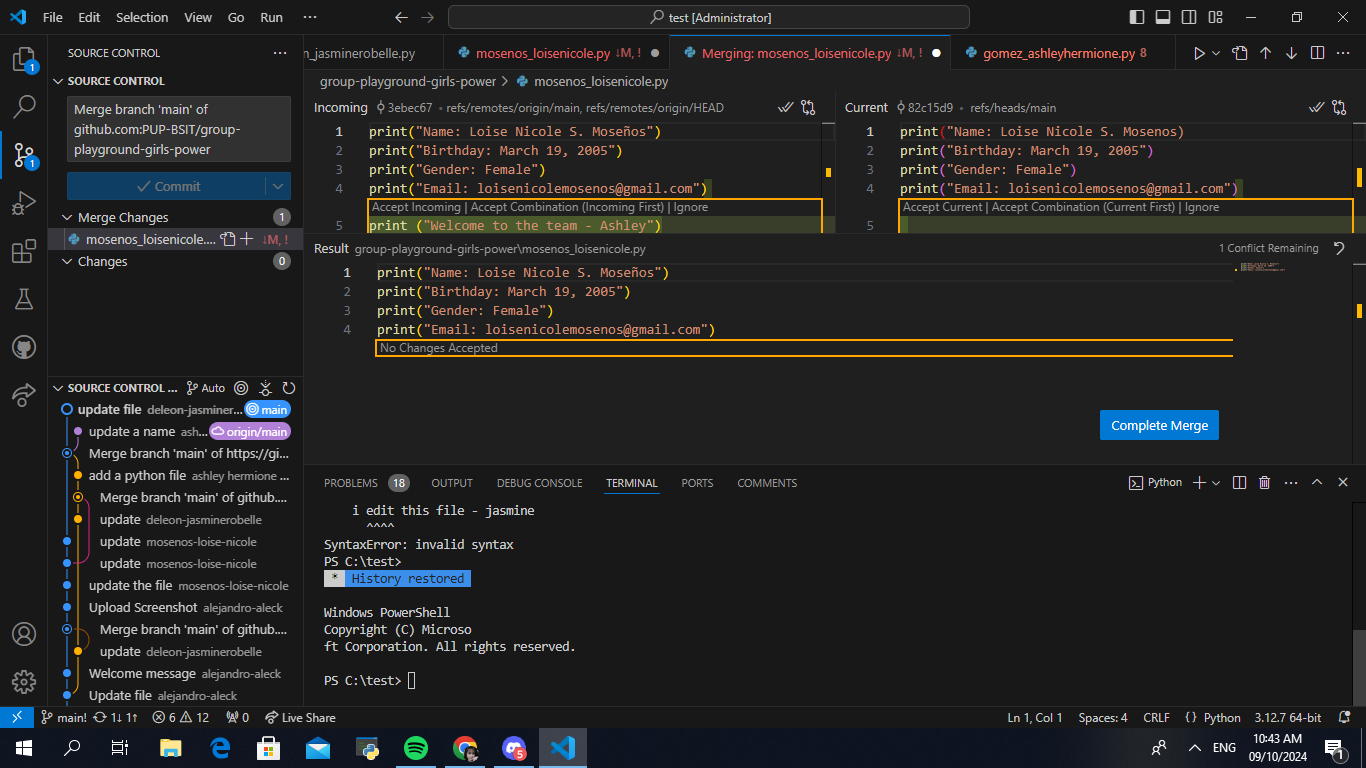 File Edit Selection View Go Run ··· test [Administrator]
SOURCE CONTROL ···
n_jasminerobelle.py mosenos_loisenicole.py ↓M, ! Merging: mosenos_loisenicole.py ↓M, ! gomez_ashleyhermione.py 8
SOURCE CONTROL
Merge branch 'main' of
github.com:PUP-BSIT/group-
playground-girls-power
Commit
Merge Changes 1
mosenos_loisenicole.... ↓M, !
Changes 0
group-playground-girls-power > mosenos_loisenicole.py
Incoming 3ebec67 • refs/remotes/origin/main, refs/remotes/origin/HEAD
1 print("Name: Loise Nicole S. Moseños")
2 print("Birthday: March 19, 2005")
3 print("Gender: Female")
4 print("Email: loisenicolemosenos@gmail.com")
Accept Incoming | Accept Combination (Incoming First) | Ignore
5 print ("Welcome to the team - Ashley")
Current 82c15d9 • refs/heads/main
1 print("Name: Loise Nicole S. Mosenos)
2 print("Birthday: March 19, 2005")
3 print("Gender: Female")
4 print("Email: loisenicolemosenos@gmail.com")
Accept Current | Accept Combination (Current First) | Ignore
5
Result group-playground-girls-power\mosenos_loisenicole.py 1 Conflict Remaining
1 print("Name: Loise Nicole S. Moseños")
2 print("Birthday: March 19, 2005")
3 print("Gender: Female")
4 print("Email: loisenicolemosenos@gmail.com")
No Changes Accepted
Complete Merge
SOURCE CONTROL ... Auto
update file deleon-jasminer... main
update a name ash... origin/main
Merge branch 'main' of https://gi...
add a python file ashley hermione ...
Merge branch 'main' of github....
update deleon-jasminerobelle
update mosenos-loise-nicole
update mosenos-loise-nicole
update the file mosenos-loise-nicole
Upload Screenshot alejandro-aleck
Merge branch 'main' of github....
update deleon-jasminerobelle
Welcome message alejandro-aleck
Update file alejandro-aleck
PROBLEMS 18 OUTPUT DEBUG CONSOLE TERMINAL PORTS COMMENTS Python
i edit this file - jasmine
^^^^
SyntaxError: invalid syntax
PS C:\test>
* History restored
Windows PowerShell
Copyright (C) Microso
ft Corporation. All rights reserved.
PS C:\test>
main! 1↓ 1↑ 6 12 0 Live Share Ln 1, Col 1 Spaces: 4 CRLF {} Python 3.12.7 64-bit
5 ENG 10:43 AM 1
09/10/2024